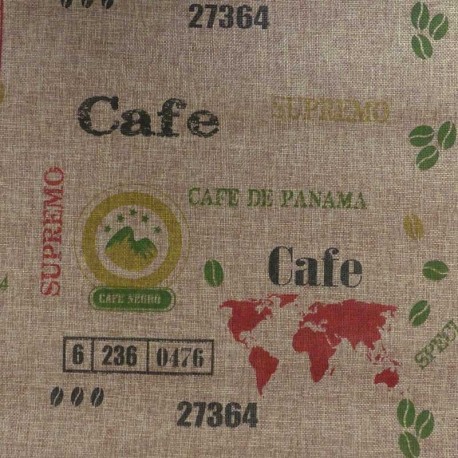 27364
SUPREMO
Cafe
SUPREMO
CAFE DE PANAMA
CAFE NEGRO
Cafe
6 236 0476
27364